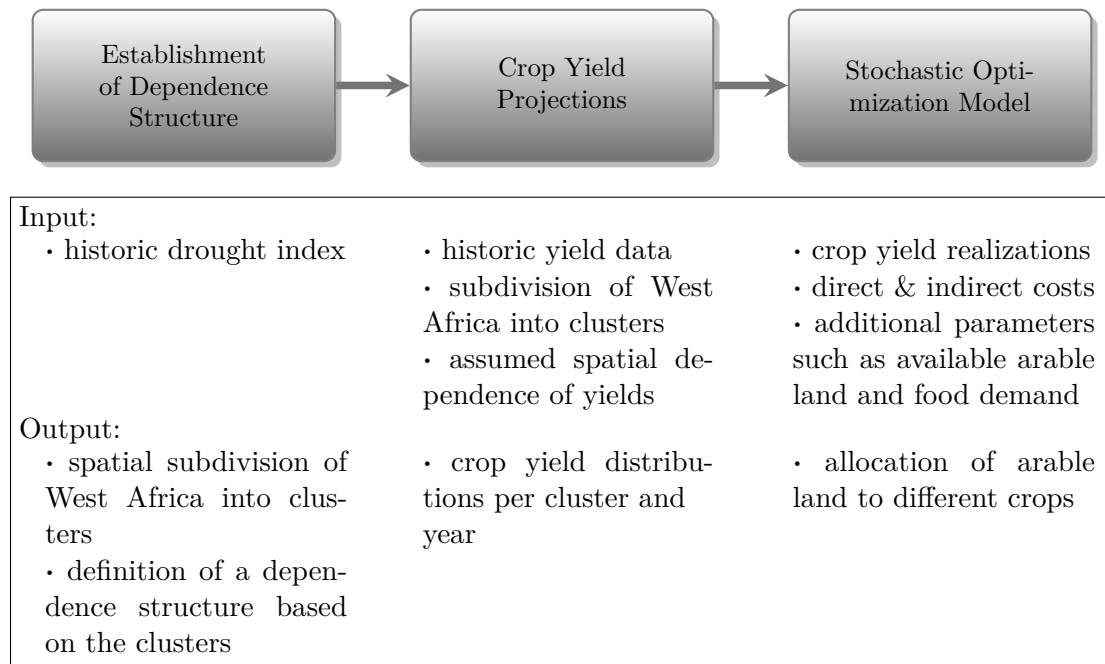 Establishment
of Dependence
Structure
Crop Yield
Projections
Stochastic Opti-
mization Model
Input:
· historic drought index
· historic yield data
· subdivision of West
Africa into clusters
· assumed spatial de-
pendence of yields
· crop yield realizations
· direct & indirect costs
· additional parameters
such as available arable
land and food demand
Output:
· spatial subdivision of
West Africa into clus-
ters
· definition of a depen-
dence structure based
on the clusters
· crop yield distribu-
tions per cluster and
year
· allocation of arable
land to different crops